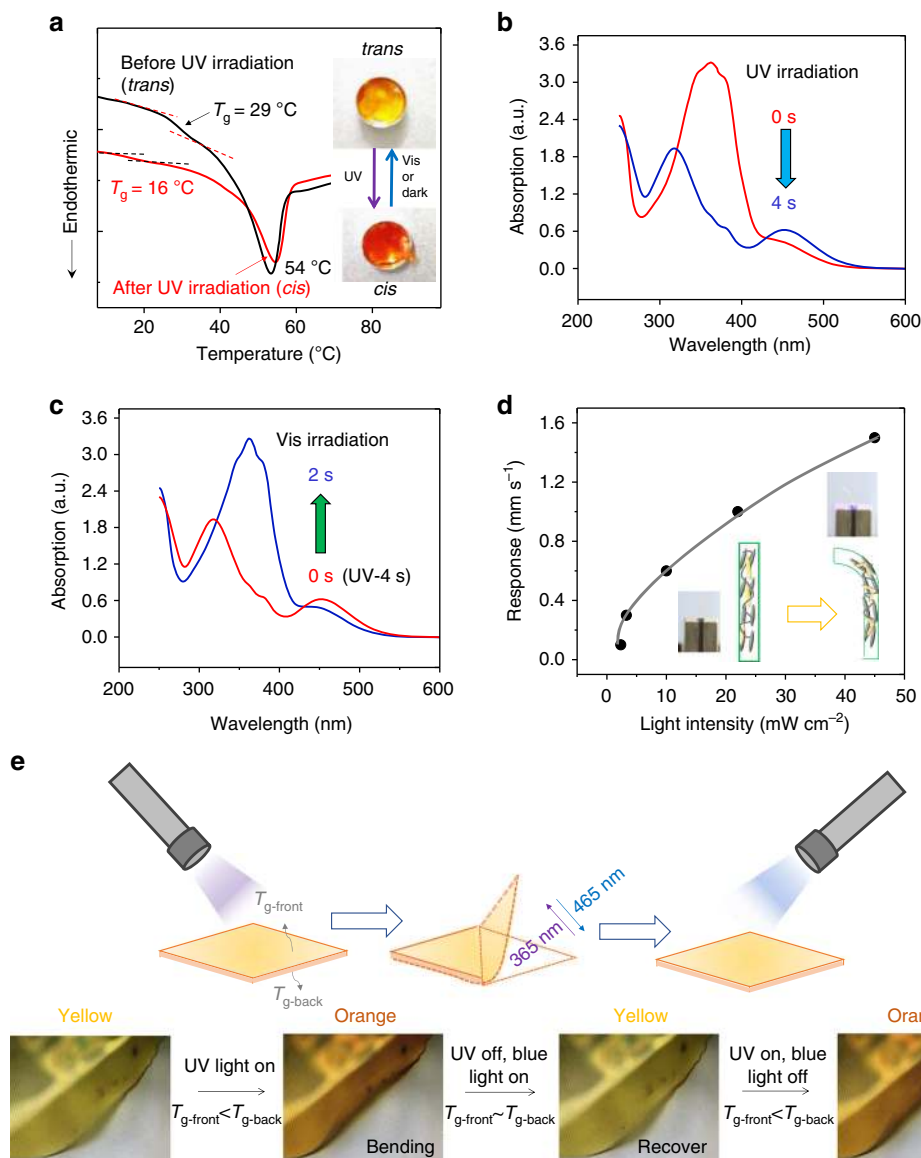 a
Before UV irradiation
(trans)
Tg = 29 °C
Tg = 16 °C
54 °C
After UV irradiation (cis)
trans
UV
Vis
or
dark
cis
Endothermic
20
40
60
80
Temperature (°C)
b
UV irradiation
0 s
4 s
Absorption (a.u.)
3.6
3.0
2.4
1.8
1.2
0.6
0.0
200
300
400
500
600
Wavelength (nm)
c
Vis irradiation
2 s
0 s (UV-4 s)
Absorption (a.u.)
3.6
3.0
2.4
1.8
1.2
0.6
0.0
200
300
400
500
600
Wavelength (nm)
d
Response (mm s⁻¹)
1.6
1.2
0.8
0.4
0.0
0
10
20
30
40
50
Light intensity (mW cm⁻²)
e
Tg-front
Tg-back
365 nm
465 nm
Yellow
UV light on
Tg-front<Tg-back
Orange
Bending
UV off, blue
light on
Tg-front~Tg-back
Yellow
Recover
UV on, blue
light off
Tg-front<Tg-back
Oran